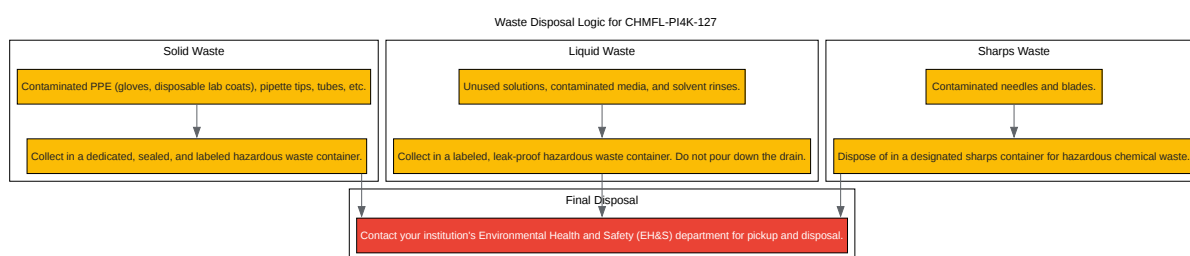 Waste Disposal Logic for CHMFL-PI4K-127
Solid Waste
Contaminated PPE (gloves, disposable lab coats), pipette tips, tubes, etc.
Collect in a dedicated, sealed, and labeled hazardous waste container.
Liquid Waste
Unused solutions, contaminated media, and solvent rinses.
Collect in a labeled, leak-proof hazardous waste container. Do not pour down the drain.
Sharps Waste
Contaminated needles and blades.
Dispose of in a designated sharps container for hazardous chemical waste.
Final Disposal
Contact your institution's Environmental Health and Safety (EH&S) department for pickup and disposal.